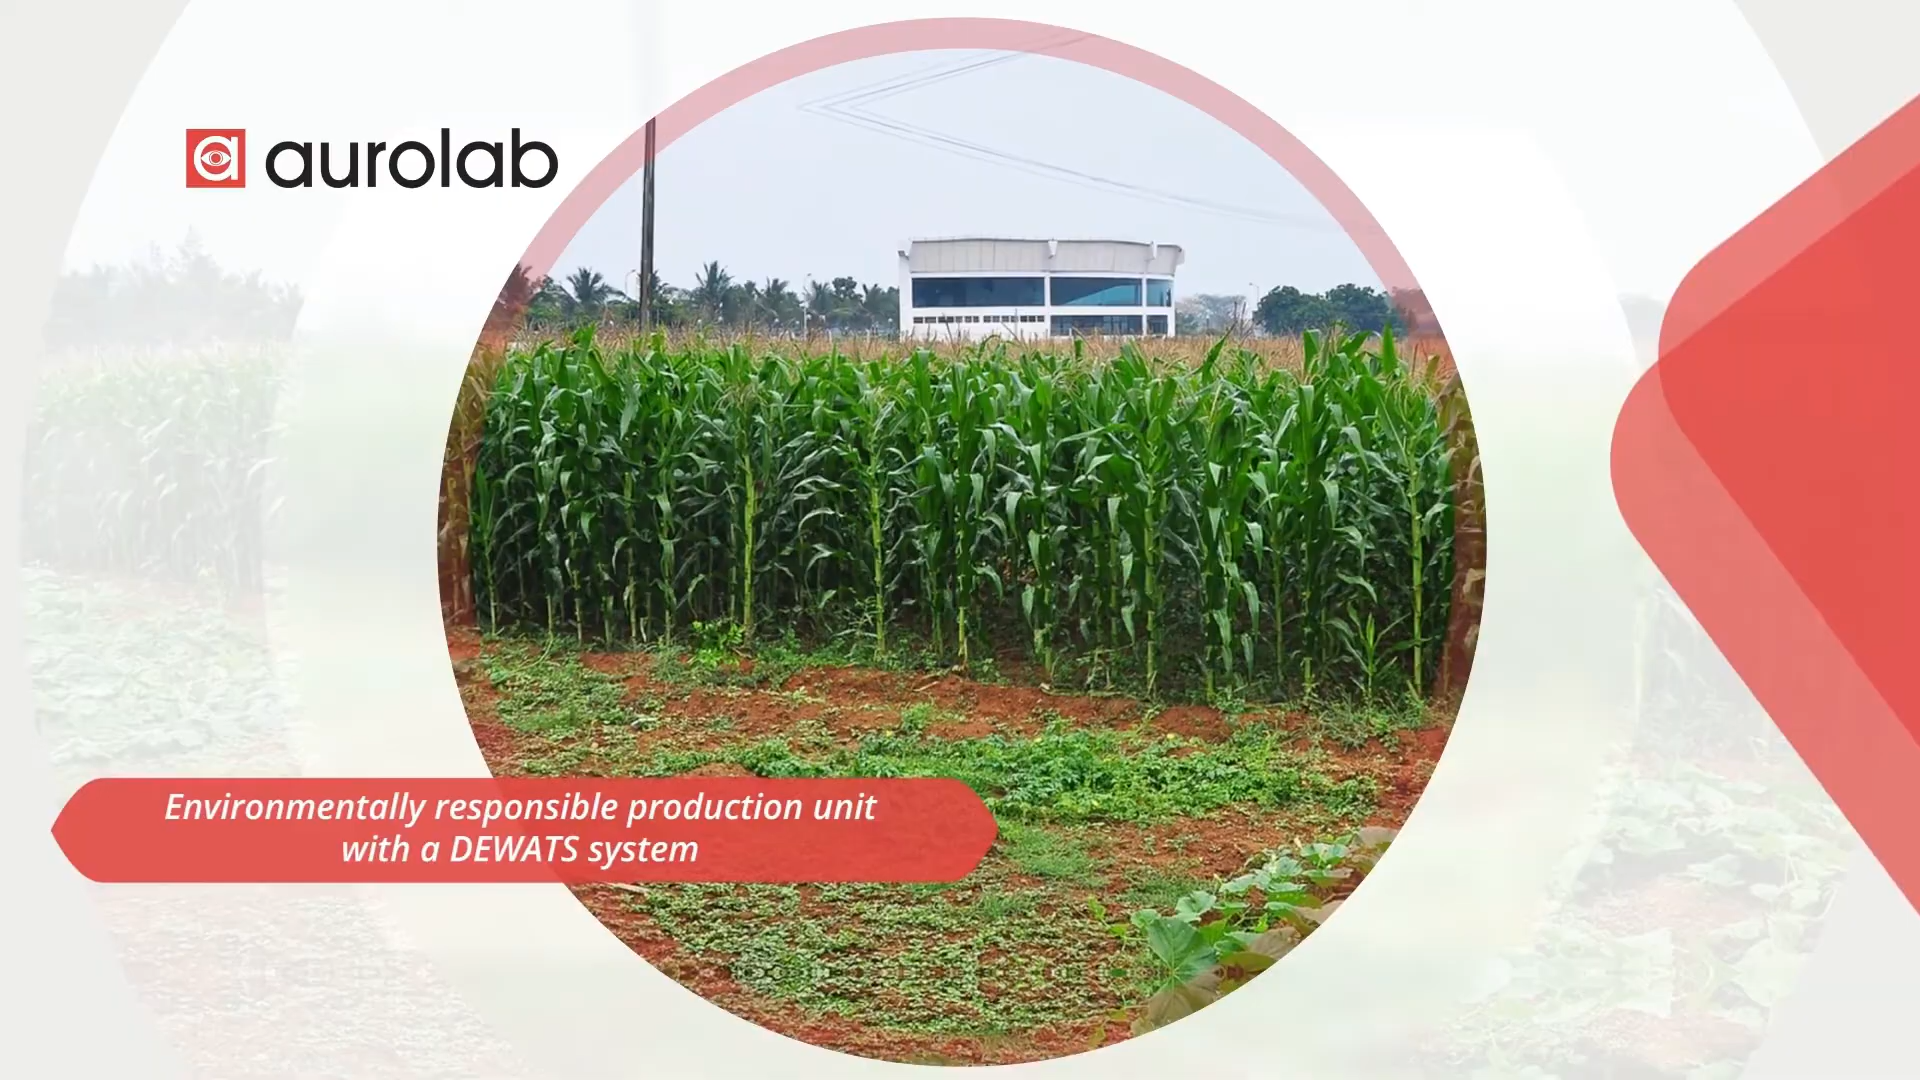 aurolab
Environmentally responsible production unit
with a DEWATS system